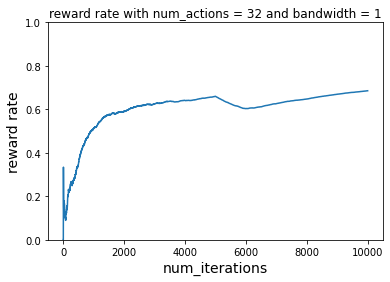 reward rate with num_actions = 32 and bandwidth = 1
1.0
0.8
0.6
0.4
0.2
0.0
reward rate
0 2000 4000 6000 8000 10000
num_iterations